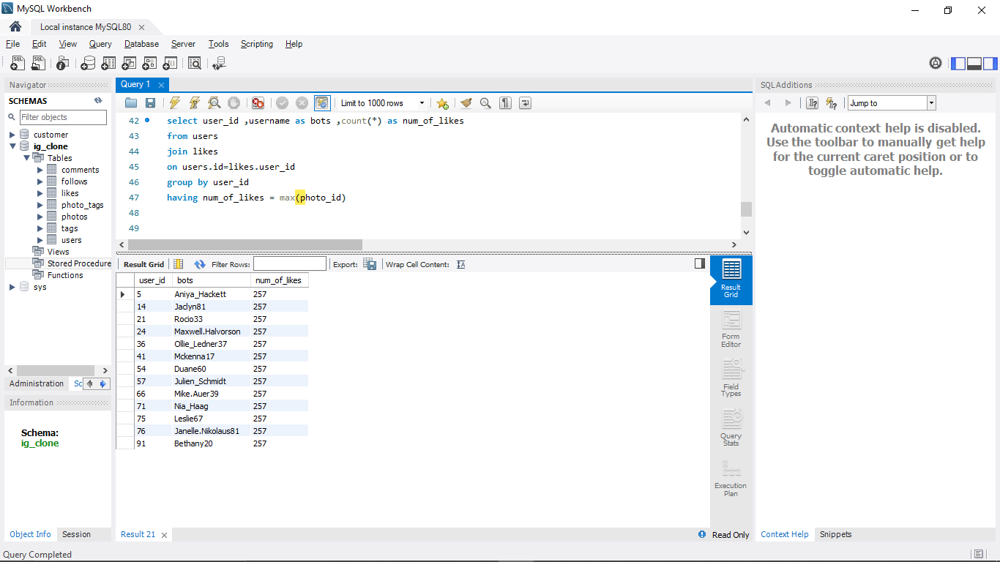 MySQL Workbench
Local instance MySQL80
File Edit View Query Database Server Tools Scripting Help
Navigator
SCHEMAS
Filter objects
customer
ig_clone
Tables
comments
follows
likes
photo_tags
photos
tags
users
Views
Stored Procedure
Functions
sys
Administration Sc
Information
Schema:
ig_clone
Object Info Session
Query 1
Limit to 1000 rows
42 select user_id ,username as bots ,count(*) as num_of_likes
43 from users
44 join likes
45 on users.id=likes.user_id
46 group by user_id
47 having num_of_likes = max(photo_id)
48
49
Result Grid Filter Rows: Export: Wrap Cell Content:
user_id bots num_of_likes
5 Aniya_Hackett 257
14 Jaclyn81 257
21 Rocio33 257
24 Maxwell.Halvorson 257
36 Ollie_Ledner37 257
41 Mckenna17 257
54 Duane60 257
57 Julien_Schmidt 257
66 Mike.Auer39 257
71 Nia_Haag 257
75 Leslie67 257
76 Janelle.Nikolaus81 257
91 Bethany20 257
Result
Grid
Form
Editor
Field
Types
Query
Stats
Execution
Plan
Result 21
Read Only
SQLAdditions
Jump to
Automatic context help is disabled.
Use the toolbar to manually get help
for the current caret position or to
toggle automatic help.
Context Help Snippets
Query Completed